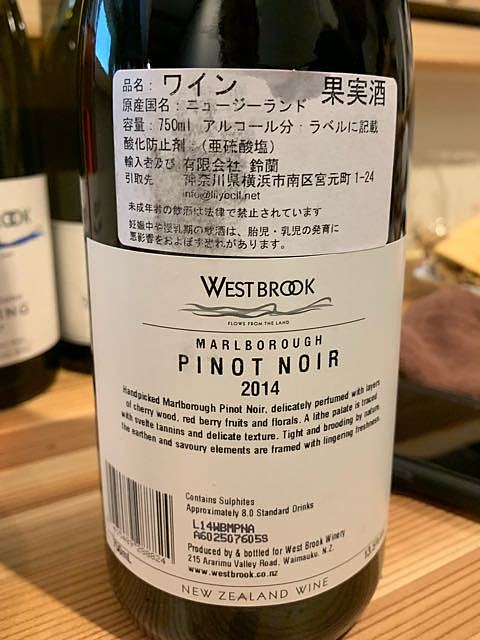 品名：ワイン 果実酒
原産国名：ニュージーランド
容量：750ml アルコール分：ラベルに記載
酸化防止剤：（亜硫酸塩）
輸入者及び 有限会社 鈴蘭
引取先 神奈川県横浜市南区宮元町1-24
info@lilybell.net
未成年者の飲酒は法律で禁止されています
妊娠中や授乳期の飲酒は、胎児・乳児の発育に
悪影響をおよぼす恐れがあります。
WESTBROOK
FLOWS FROM THE LAND
MARLBOROUGH
PINOT NOIR
2014
Handpicked Marlborough Pinot Noir, delicately perfumed with layers
of cherry wood, red berry fruits and florals. A lithe palate is traced
with svelte tannins and delicate texture. Tight and brooding by nature,
the earthen and savoury elements are framed with lingering freshness.
Contains Sulphites
Approximately 8.0 Standard Drinks
L14WBMPNA
A6025076058
Produced by & bottled for West Brook Winery
215 Ararimu Valley Road, Waimauku, N.Z.
www.westbrook.co.nz
NEW ZEALAND WINE
BROOK